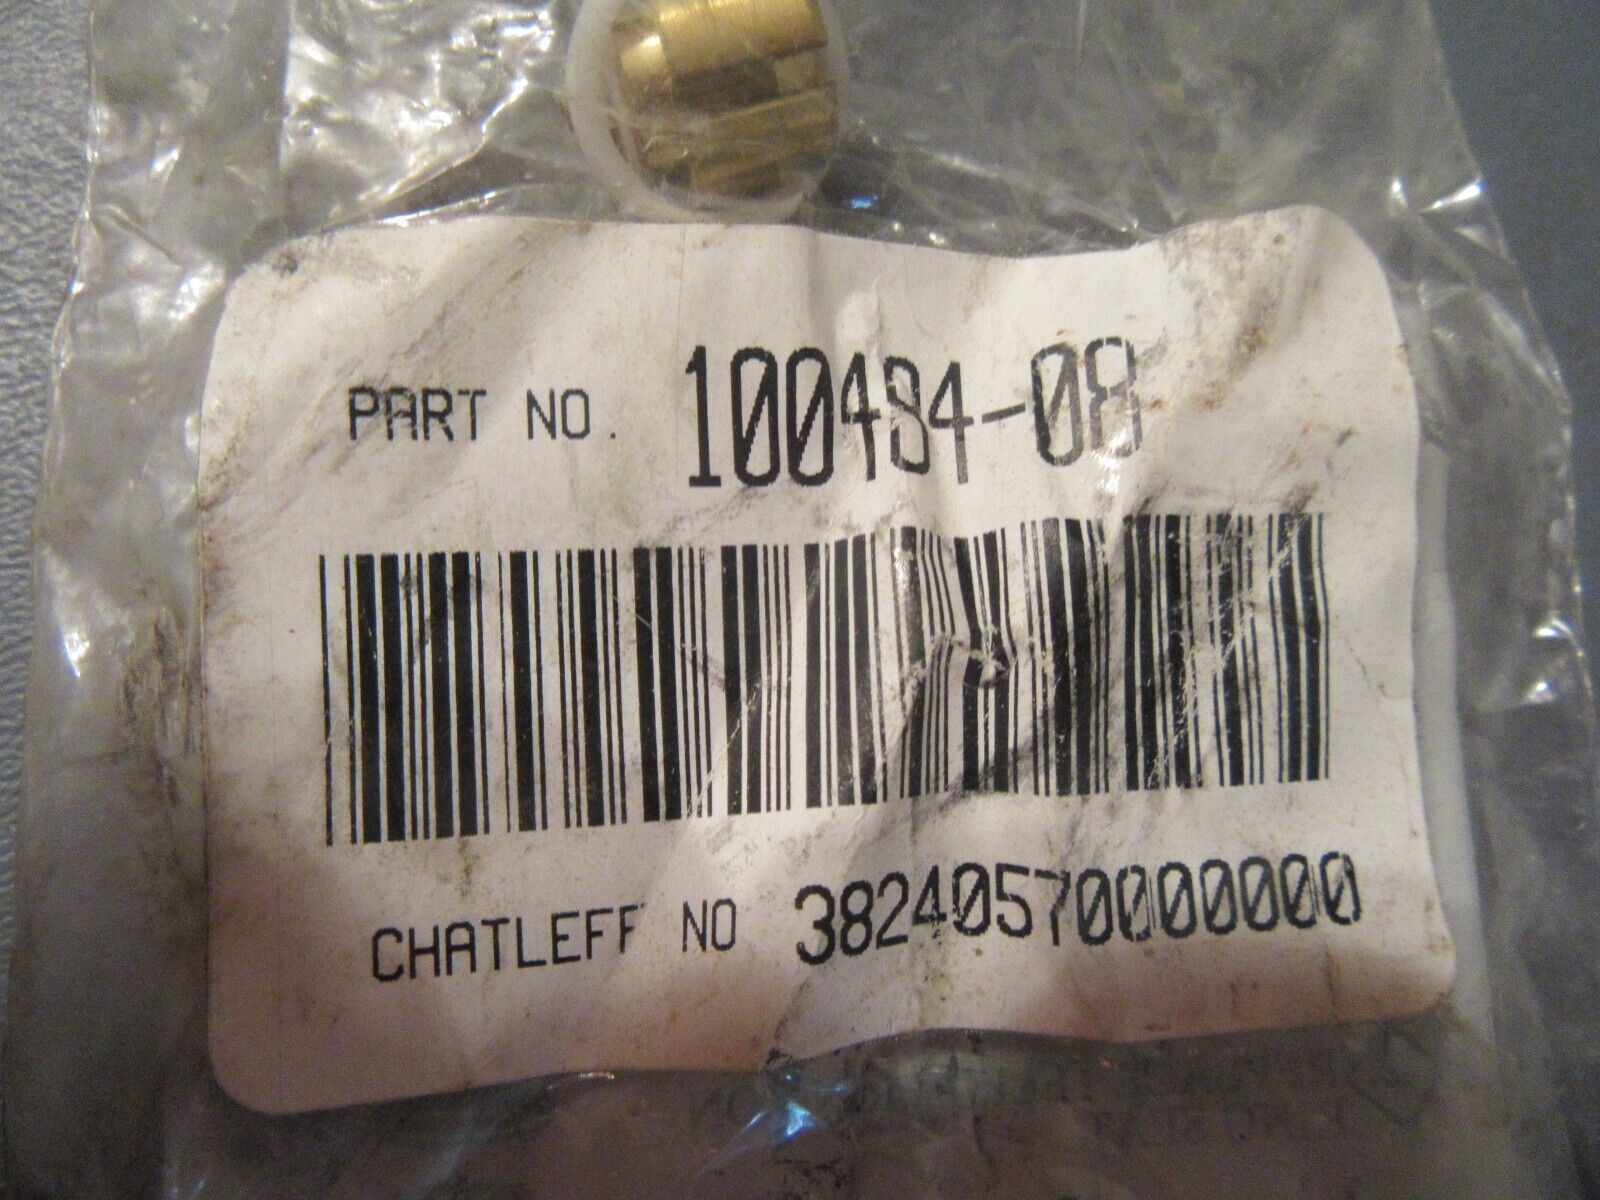 PART NO. 100484-08
CHATLEFF NO 38240570000000